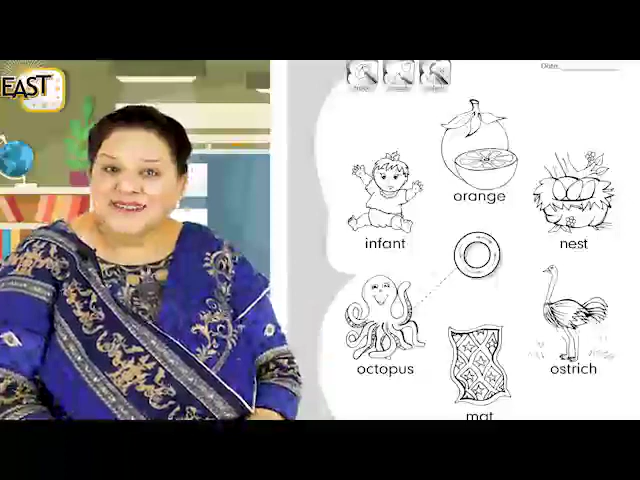 EAST
Date:
orange
infant
nest
octopus
ostrich
mat